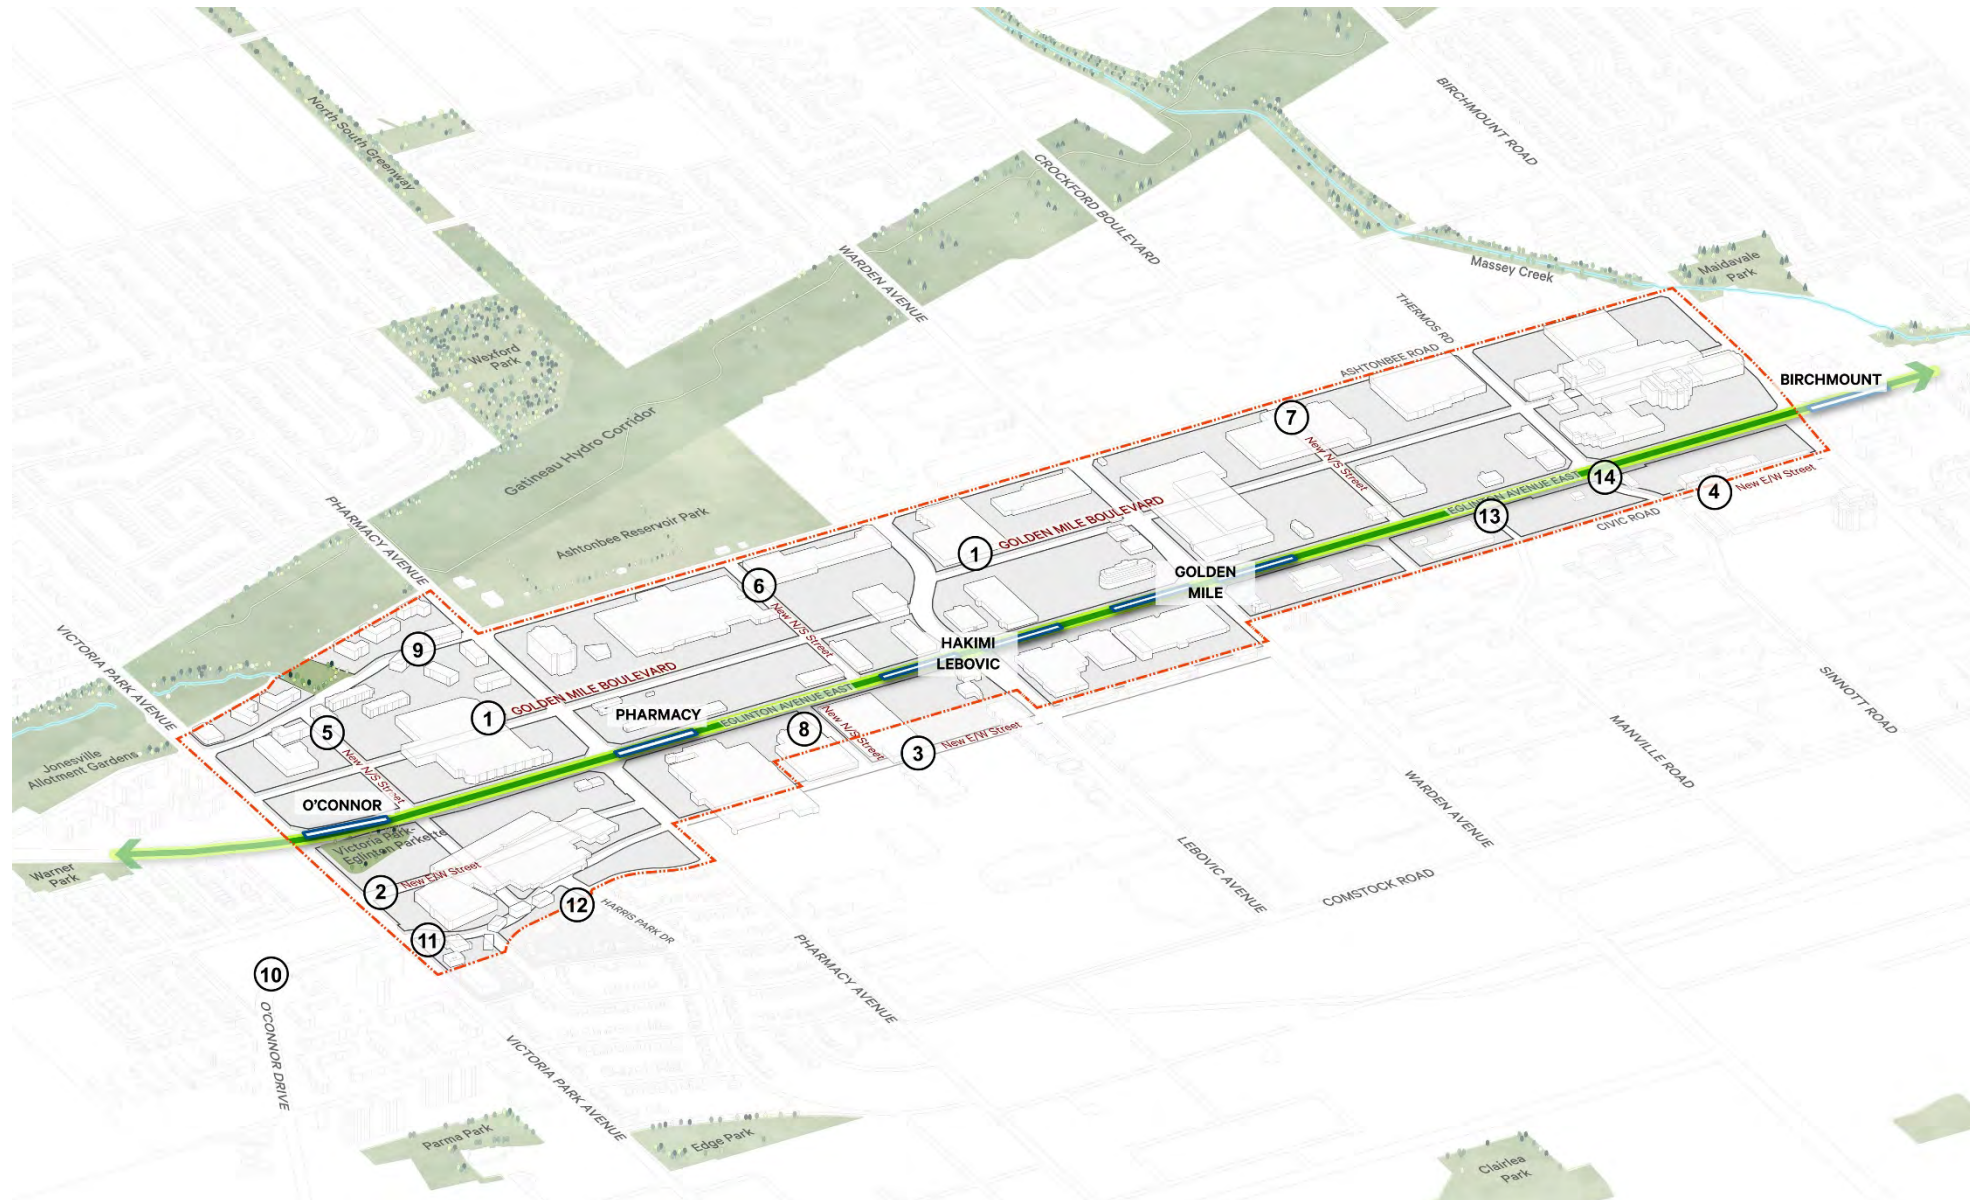 North South Greenway
BIRCHMOUNT ROAD
CROCKFORD BOULEVARD
WARDEN AVENUE
Massey Creek
Maidavale
Park
THERMOS RD
ASHTONBEE ROAD
Wexford
Park
BIRCHMOUNT
7
New N/S Street
Gatineau Hydro Corridor
14
4
New E/W Street
EGLINTON AVENUE EAST
13
CIVIC ROAD
PHARMACY AVENUE
Ashtonbee Reservoir Park
1
GOLDEN MILE BOULEVARD
GOLDEN
MILE
6
New N/S Street
HAKIMI
LEBOVIC
VICTORIA PARK AVENUE
9
GOLDEN MILE BOULEVARD
1
PHARMACY
EGLINTON AVENUE EAST
8
New N/S Street
3
New E/W Street
SINNOTT ROAD
MANVILLE ROAD
5
New N/S Street
Jonesville
Allotment Gardens
O'CONNOR
Victoria Park-
Eglinton Parkette
Warner
Park
2
New E/W Street
12
HARRIS PARK DR
11
WARDEN AVENUE
LEBOVIC AVENUE
COMSTOCK ROAD
10
O'CONNOR DRIVE
PHARMACY AVENUE
VICTORIA PARK AVENUE
Parma Park
Edge Park
Clairlea
Park